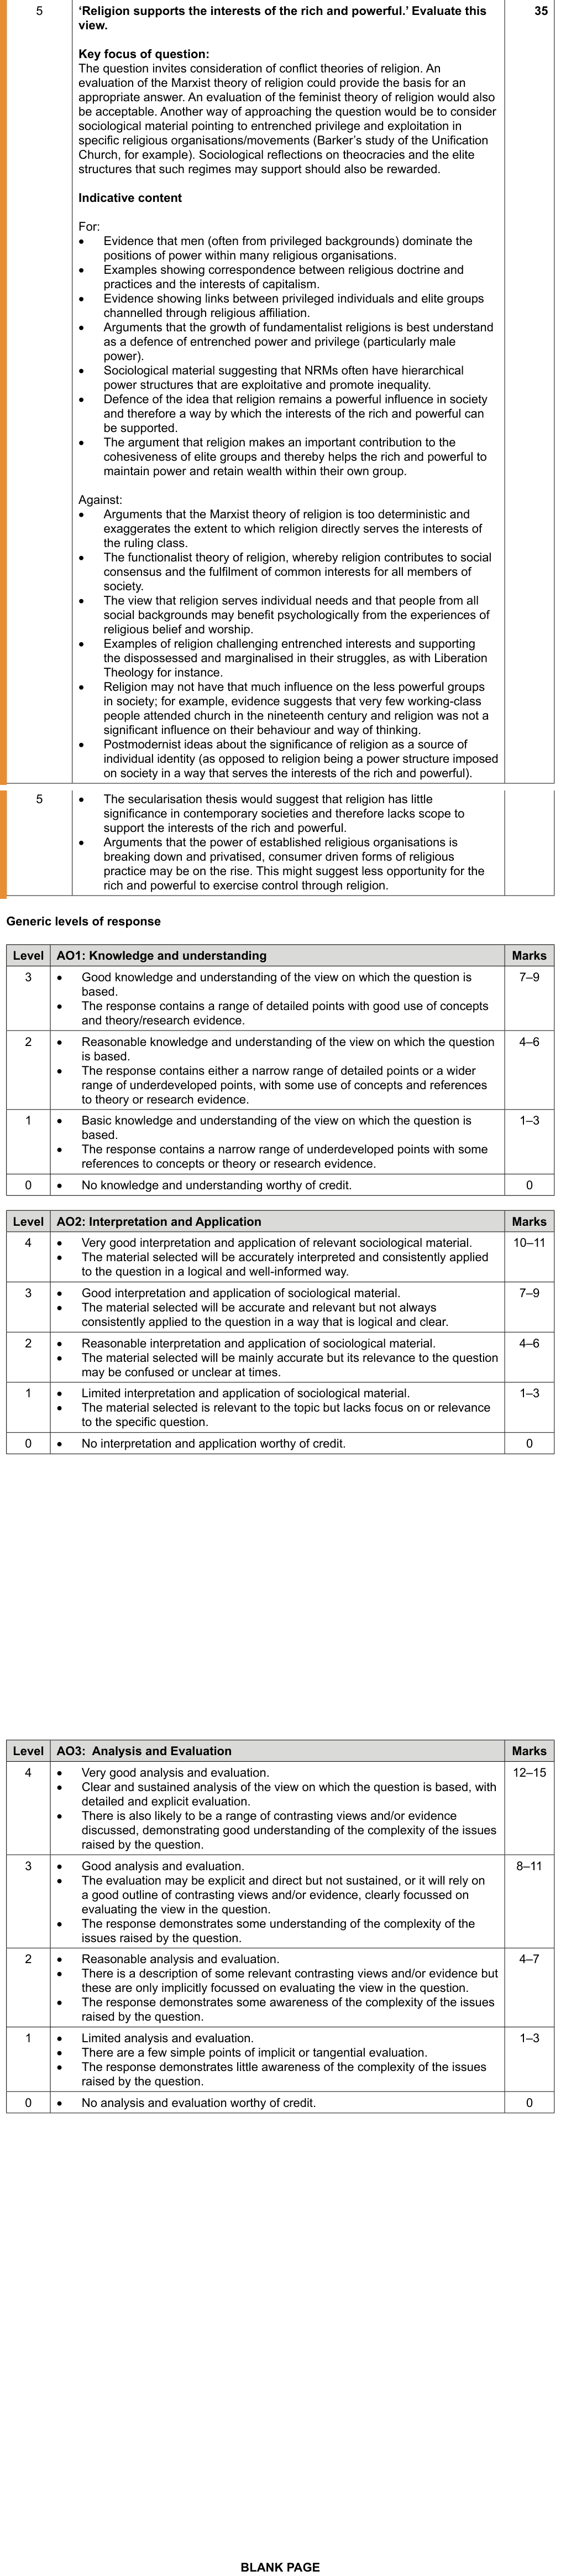 5 ‘Religion supports the interests of the rich and powerful.’ Evaluate this 35
view.
Key focus of question:
The question invites consideration of conflict theories of religion. An
evaluation of the Marxist theory of religion could provide the basis for an
appropriate answer. An evaluation of the feminist theory of religion would also
be acceptable. Another way of approaching the question would be to consider
sociological material pointing to entrenched privilege and exploitation in
specific religious organisations/movements (Barker’s study of the Unification
Church, for example). Sociological reflections on theocracies and the elite
structures that such regimes may support should also be rewarded.
Indicative content
For:
• Evidence that men (often from privileged backgrounds) dominate the
positions of power within many religious organisations.
• Examples showing correspondence between religious doctrine and
practices and the interests of capitalism.
• Evidence showing links between privileged individuals and elite groups
channelled through religious affiliation.
• Arguments that the growth of fundamentalist religions is best understand
as a defence of entrenched power and privilege (particularly male
power).
• Sociological material suggesting that NRMs often have hierarchical
power structures that are exploitative and promote inequality.
• Defence of the idea that religion remains a powerful influence in society
and therefore a way by which the interests of the rich and powerful can
be supported.
• The argument that religion makes an important contribution to the
cohesiveness of elite groups and thereby helps the rich and powerful to
maintain power and retain wealth within their own group.
Against:
• Arguments that the Marxist theory of religion is too deterministic and
exaggerates the extent to which religion directly serves the interests of
the ruling class.
• The functionalist theory of religion, whereby religion contributes to social
consensus and the fulfilment of common interests for all members of
society.
• The view that religion serves individual needs and that people from all
social backgrounds may benefit psychologically from the experiences of
religious belief and worship.
• Examples of religion challenging entrenched interests and supporting
the dispossessed and marginalised in their struggles, as with Liberation
Theology for instance.
• Religion may not have that much influence on the less powerful groups
in society; for example, evidence suggests that very few working-class
people attended church in the nineteenth century and religion was not a
significant influence on their behaviour and way of thinking.
• Postmodernist ideas about the significance of religion as a source of
individual identity (as opposed to religion being a power structure imposed
on society in a way that serves the interests of the rich and powerful).
5 • The secularisation thesis would suggest that religion has little
significance in contemporary societies and therefore lacks scope to
support the interests of the rich and powerful.
• Arguments that the power of established religious organisations is
breaking down and privatised, consumer driven forms of religious
practice may be on the rise. This might suggest less opportunity for the
rich and powerful to exercise control through religion.
Generic levels of response
Level AO1: Knowledge and understanding Marks
3 • Good knowledge and understanding of the view on which the question is 7–9
based.
• The response contains a range of detailed points with good use of concepts
and theory/research evidence.
2 • Reasonable knowledge and understanding of the view on which the question 4–6
is based.
• The response contains either a narrow range of detailed points or a wider
range of underdeveloped points, with some use of concepts and references
to theory or research evidence.
1 • Basic knowledge and understanding of the view on which the question is 1–3
based.
• The response contains a narrow range of underdeveloped points with some
references to concepts or theory or research evidence.
0 • No knowledge and understanding worthy of credit. 0
Level AO2: Interpretation and Application Marks
4 • Very good interpretation and application of relevant sociological material. 10–11
• The material selected will be accurately interpreted and consistently applied
to the question in a logical and well-informed way.
3 • Good interpretation and application of sociological material. 7–9
• The material selected will be accurate and relevant but not always
consistently applied to the question in a way that is logical and clear.
2 • Reasonable interpretation and application of sociological material. 4–6
• The material selected will be mainly accurate but its relevance to the question
may be confused or unclear at times.
1 • Limited interpretation and application of sociological material. 1–3
• The material selected is relevant to the topic but lacks focus on or relevance
to the specific question.
0 • No interpretation and application worthy of credit. 0
Level AO3: Analysis and Evaluation Marks
4 • Very good analysis and evaluation. 12–15
• Clear and sustained analysis of the view on which the question is based, with
detailed and explicit evaluation.
• There is also likely to be a range of contrasting views and/or evidence
discussed, demonstrating good understanding of the complexity of the issues
raised by the question.
3 • Good analysis and evaluation. 8–11
• The evaluation may be explicit and direct but not sustained, or it will rely on
a good outline of contrasting views and/or evidence, clearly focussed on
evaluating the view in the question.
• The response demonstrates some understanding of the complexity of the
issues raised by the question.
2 • Reasonable analysis and evaluation. 4–7
• There is a description of some relevant contrasting views and/or evidence but
these are only implicitly focussed on evaluating the view in the question.
• The response demonstrates some awareness of the complexity of the issues
raised by the question.
1 • Limited analysis and evaluation. 1–3
• There are a few simple points of implicit or tangential evaluation.
• The response demonstrates little awareness of the complexity of the issues
raised by the question.
0 • No analysis and evaluation worthy of credit. 0
BLANK PAGE